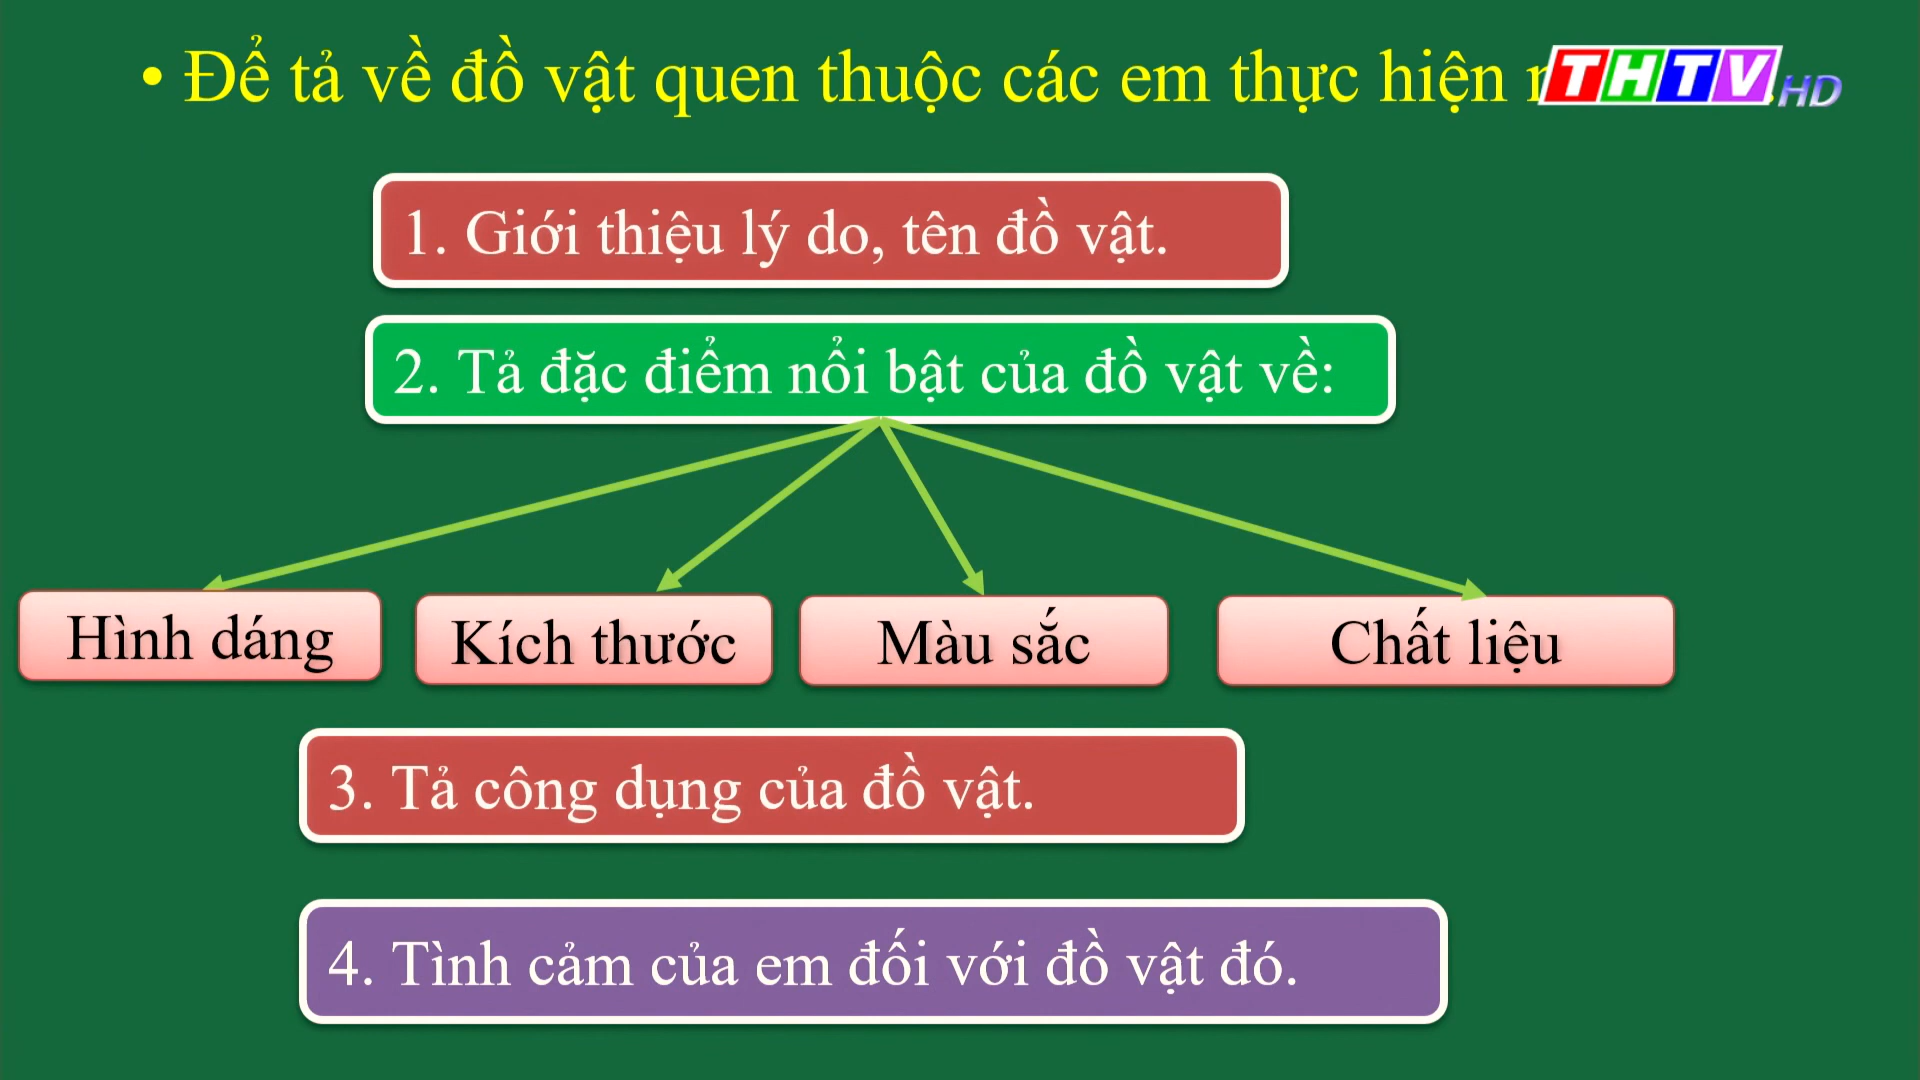 • Để tả về đồ vật quen thuộc các em thực hiện
THTV HD
1. Giới thiệu lý do, tên đồ vật.
2. Tả đặc điểm nổi bật của đồ vật về:
Hình dáng
Kích thước
Màu sắc
Chất liệu
3. Tả công dụng của đồ vật.
4. Tình cảm của em đối với đồ vật đó.